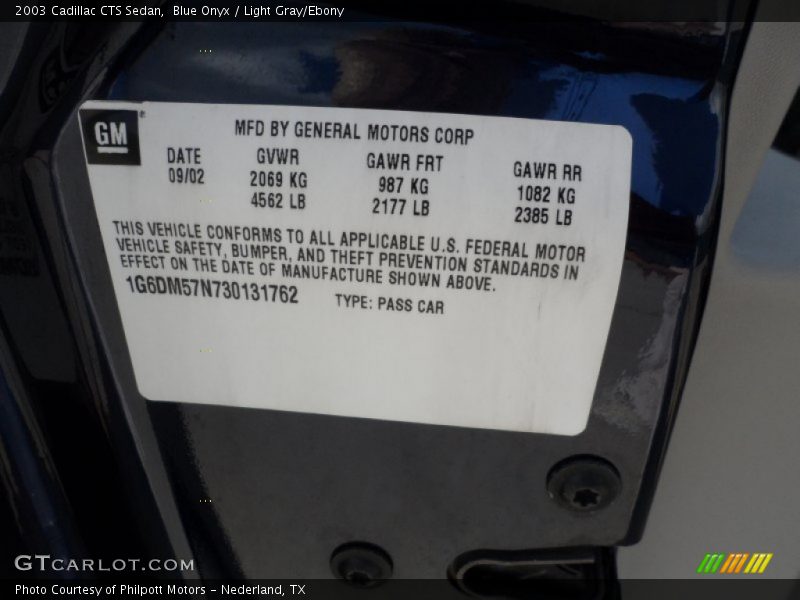 2003 Cadillac CTS Sedan, Blue Onyx / Light Gray/Ebony
GM
MFD BY GENERAL MOTORS CORP
DATE GVWR GAWR FRT GAWR RR
09/02 2069 KG 987 KG 1082 KG
4562 LB 2177 LB 2385 LB
THIS VEHICLE CONFORMS TO ALL APPLICABLE U.S. FEDERAL MOTOR
VEHICLE SAFETY, BUMPER, AND THEFT PREVENTION STANDARDS IN
EFFECT ON THE DATE OF MANUFACTURE SHOWN ABOVE.
1G6DM57N730131762 TYPE: PASS CAR
GTCARLOT.COM
Photo Courtesy of Philpott Motors - Nederland, TX